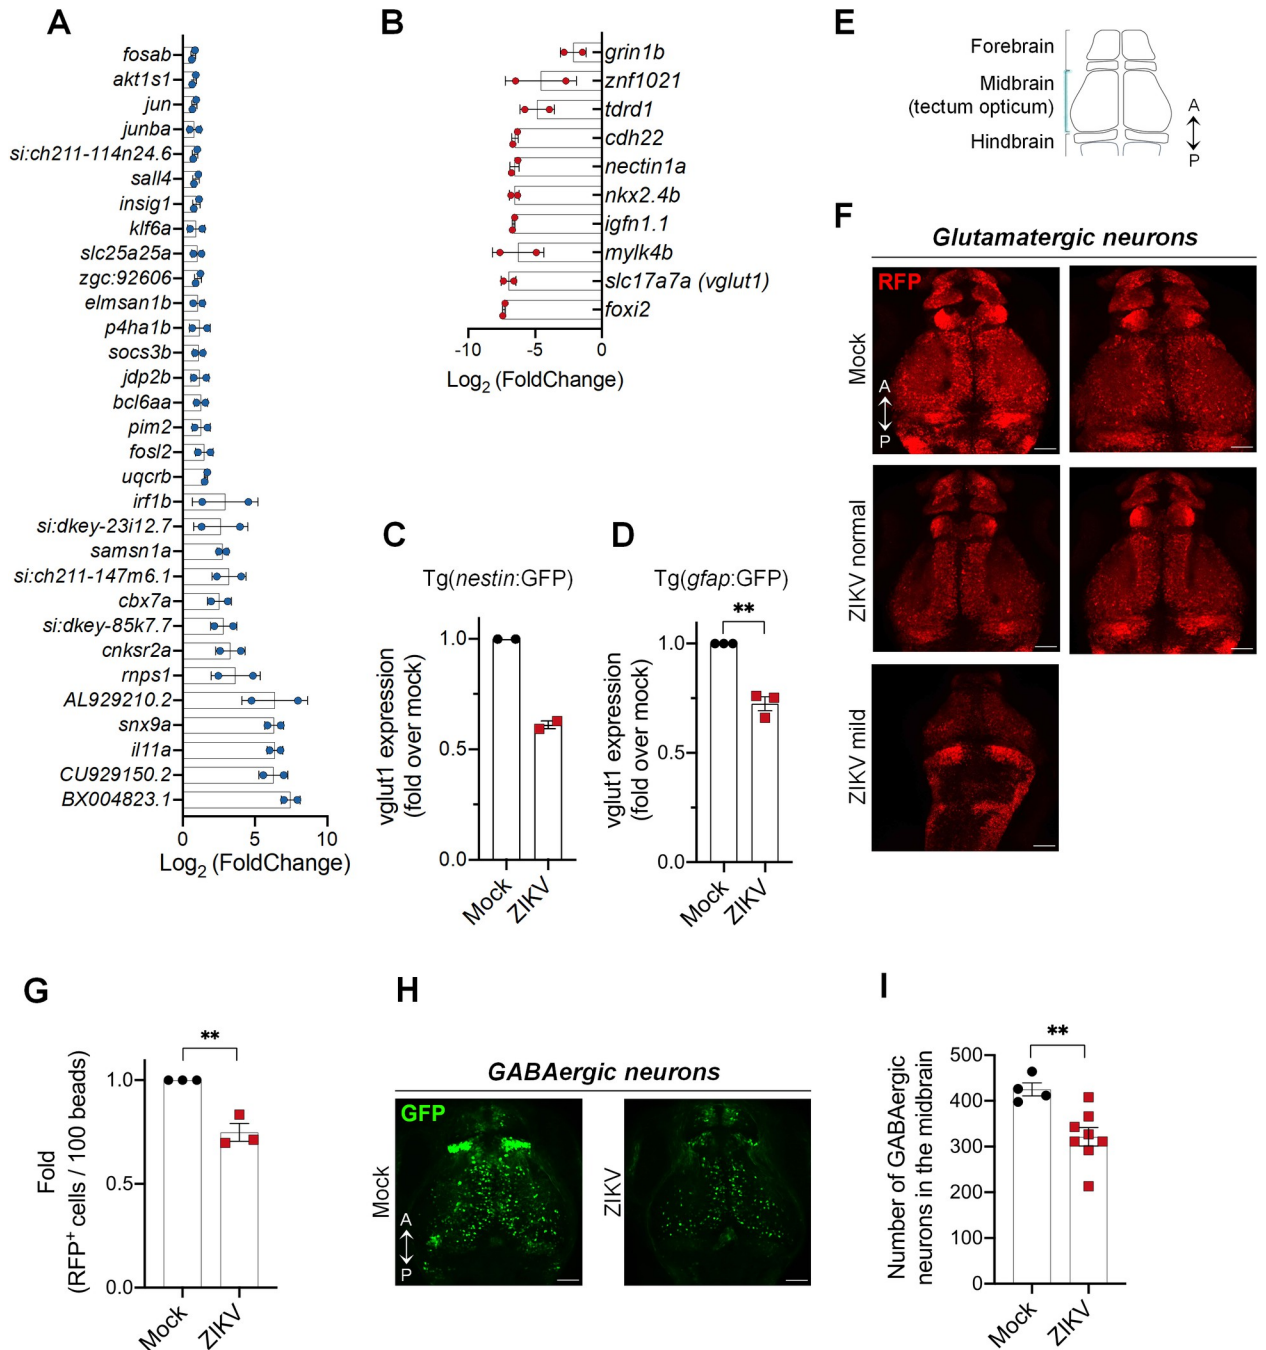 A
fosab
akt1s1
jun
junba
si:ch211-114n24.6
sall4
insig1
klf6a
slc25a25a
zgc:92606
elmsan1b
p4ha1b
socs3b
jdp2b
bcl6aa
pim2
fosl2
uqcrb
irf1b
si:dkey-23i12.7
samsn1a
si:ch211-147m6.1
cbx7a
si:dkey-85k7.7
cnksr2a
rnps1
AL929210.2
snx9a
il11a
CU929150.2
BX004823.1
0 5 10
Log2 (FoldChange)
B
grin1b
znf1021
tdrd1
cdh22
nectin1a
nkx2.4b
igfn1.1
mylk4b
slc17a7a (vglut1)
foxi2
-10 -5 0
Log2 (FoldChange)
C
Tg(nestin:GFP)
vglut1 expression
(fold over mock)
1.0
0.5
0.0
Mock
ZIKV
D
Tg(gfap:GFP)
**
vglut1 expression
(fold over mock)
1.0
0.5
0.0
Mock
ZIKV
E
Forebrain
Midbrain
(tectum opticum)
Hindbrain
A
P
F
Glutamatergic neurons
RFP
Mock
A
P
ZIKV normal
ZIKV mild
G
**
Fold
(RFP+ cells / 100 beads)
1.0
0.5
0.0
Mock
ZIKV
H
GABAergic neurons
GFP
Mock
A
P
ZIKV
I
**
Number of GABAergic
neurons in the midbrain
500
400
300
200
100
0
Mock
ZIKV